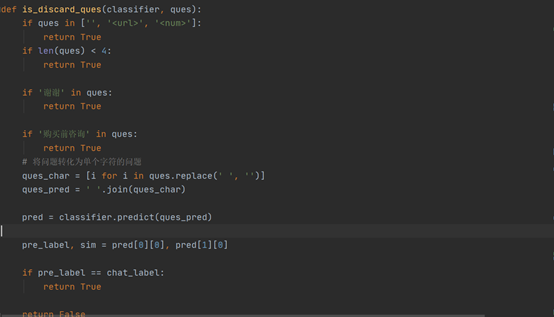 def is_discard_ques(classifier, ques):
if ques in ['', '<url>', '<num>']:
return True
if len(ques) < 4:
return True
if '谢谢' in ques:
return True
if '购买前咨询' in ques:
return True
# 将问题转化为单个字符的问题
ques_char = [i for i in ques.replace(' ', '')]
ques_pred = ' '.join(ques_char)
pred = classifier.predict(ques_pred)
pre_label, sim = pred[0][0], pred[1][0]
if pre_label == chat_label:
return True
return False